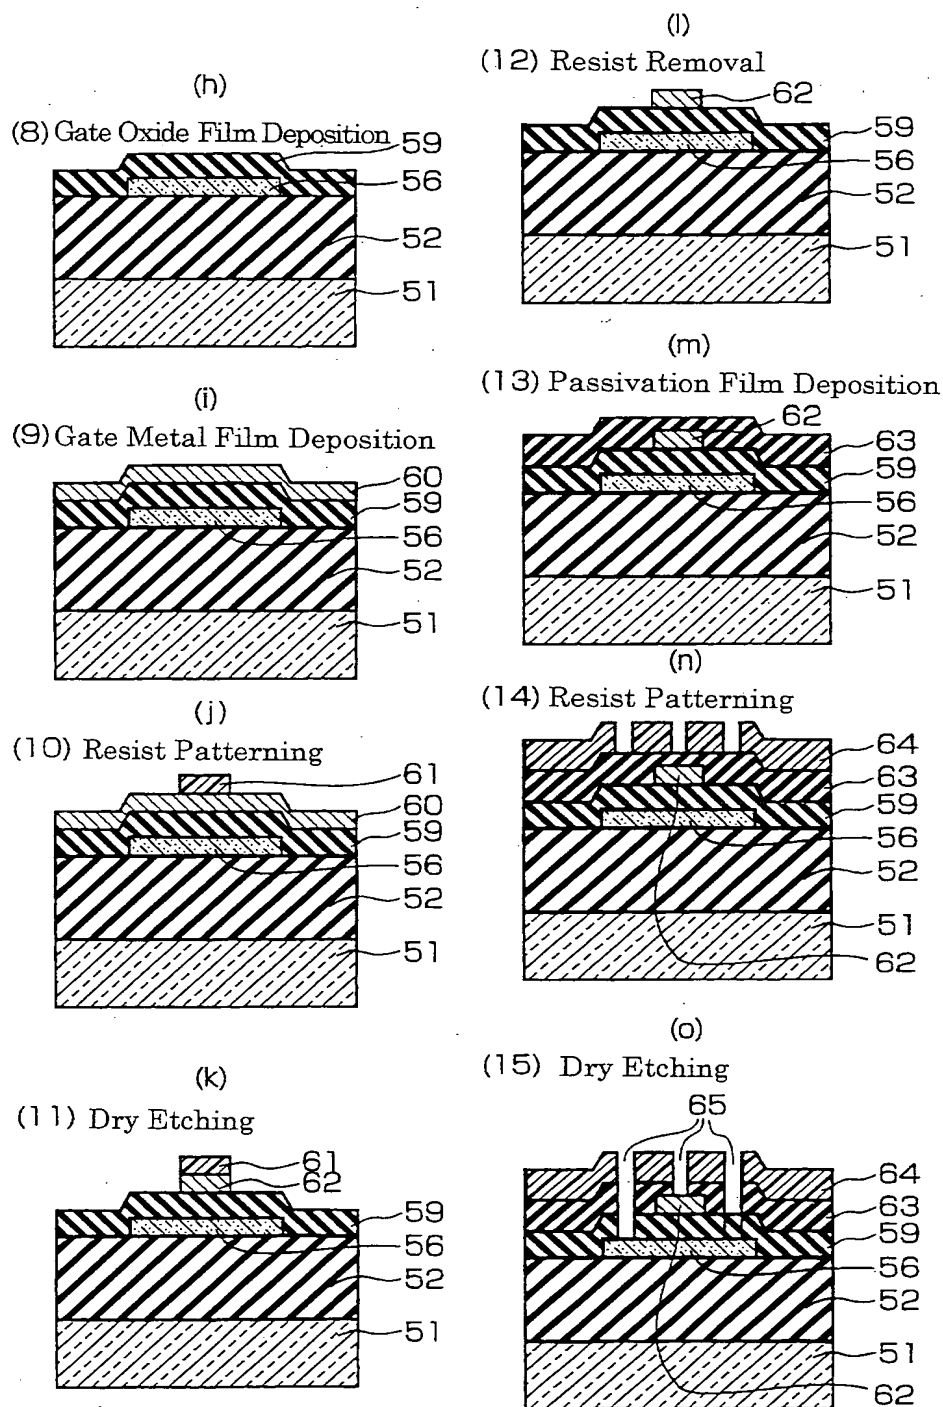 (h)
(8) Gate Oxide Film Deposition
59
56
52
51
(i)
(9) Gate Metal Film Deposition
60
59
56
52
51
(j)
(10) Resist Patterning
61
60
59
56
52
51
(k)
(11) Dry Etching
61
62
59
56
52
51
(l)
(12) Resist Removal
62
59
56
52
51
(m)
(13) Passivation Film Deposition
62
63
59
56
52
51
(n)
(14) Resist Patterning
64
63
59
56
52
51
62
(o)
(15) Dry Etching
65
64
63
59
56
52
51
62